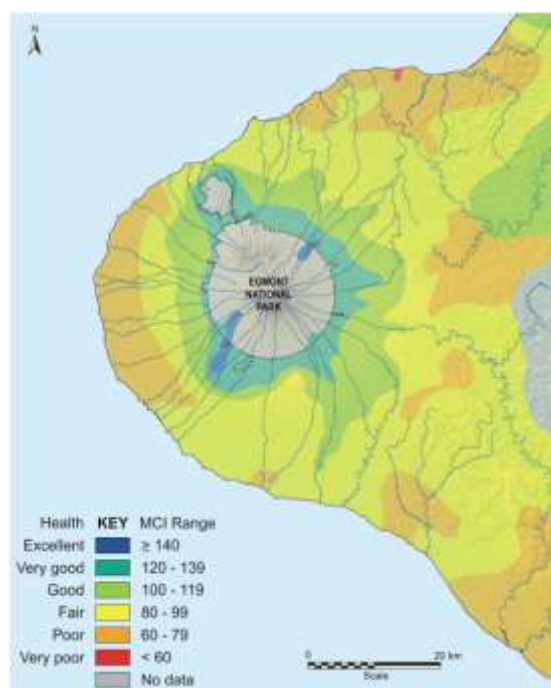 N
EGMONT
NATIONAL
PARK
Health KEY MCI Range
Excellent ≥ 140
Very good 120 - 139
Good 100 - 119
Fair 80 - 99
Poor 60 - 79
Very poor < 60
No data
0 20 km
Scale